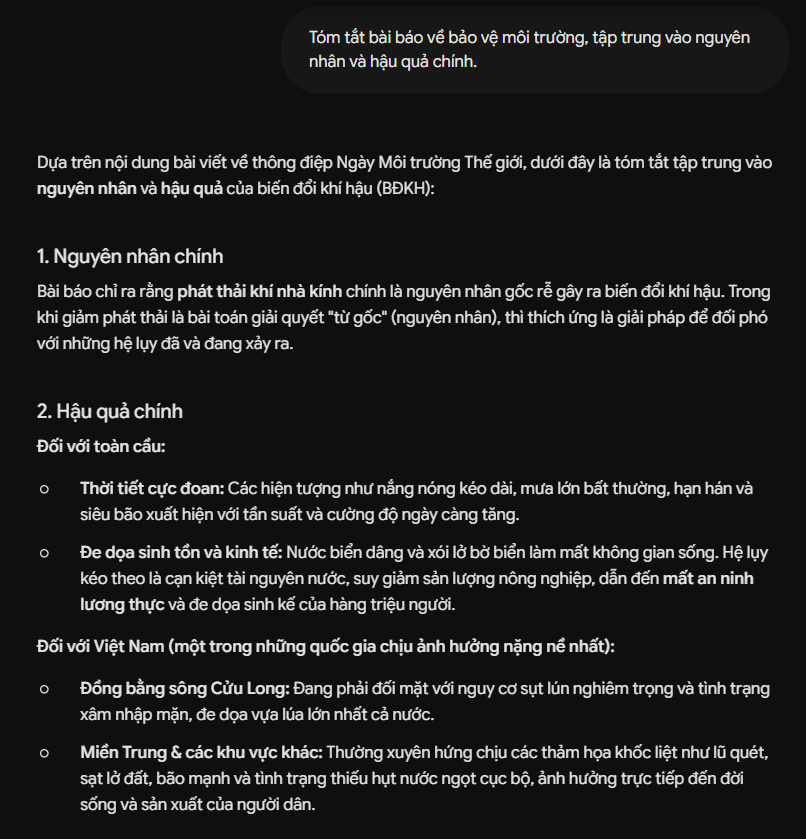 Tóm tắt bài báo về bảo vệ môi trường, tập trung vào nguyên
nhân và hậu quả chính.
Dựa trên nội dung bài viết về thông điệp Ngày Môi trường Thế giới, dưới đây là tóm tắt tập trung vào
nguyên nhân và hậu quả của biến đổi khí hậu (BĐKH):
1. Nguyên nhân chính
Bài báo chỉ ra rằng phát thải khí nhà kính chính là nguyên nhân gốc rễ gây ra biến đổi khí hậu. Trong
khi giảm phát thải là bài toán giải quyết "từ gốc" (nguyên nhân), thì thích ứng là giải pháp để đối phó
với những hệ lụy đã và đang xảy ra.
2. Hậu quả chính
Đối với toàn cầu:
Thời tiết cực đoan: Các hiện tượng như nắng nóng kéo dài, mưa lớn bất thường, hạn hán và
siêu bão xuất hiện với tần suất và cường độ ngày càng tăng.
Đe dọa sinh tồn và kinh tế: Nước biển dâng và xói lở bờ biển làm mất không gian sống. Hệ lụy
kéo theo là cạn kiệt tài nguyên nước, suy giảm sản lượng nông nghiệp, dẫn đến mất an ninh
lương thực và đe dọa sinh kế của hàng triệu người.
Đối với Việt Nam (một trong những quốc gia chịu ảnh hưởng nặng nề nhất):
Đồng bằng sông Cửu Long: Đang phải đối mặt với nguy cơ sụt lún nghiêm trọng và tình trạng
xâm nhập mặn, đe dọa vựa lúa lớn nhất cả nước.
Miền Trung & các khu vực khác: Thường xuyên hứng chịu các thảm họa khốc liệt như lũ quét,
sạt lở đất, bão mạnh và tình trạng thiếu hụt nước ngọt cục bộ, ảnh hưởng trực tiếp đến đời
sống và sản xuất của người dân.